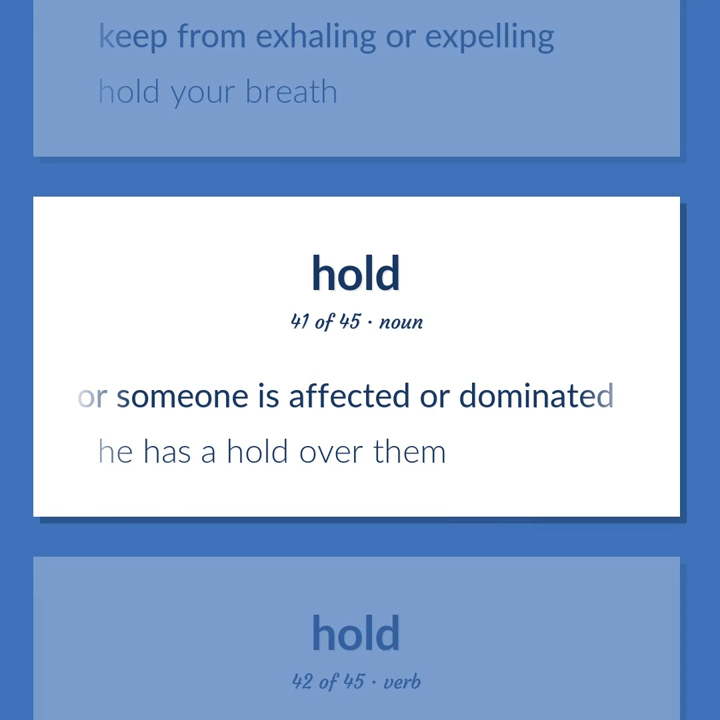 keep from exhaling or expelling
hold your breath
hold
41 of 45 · noun
or someone is affected or dominated
he has a hold over them
hold
42 of 45 · verb